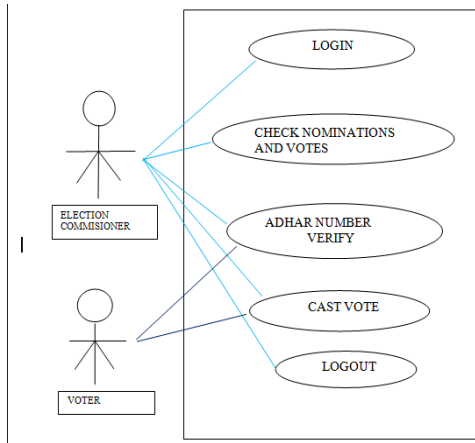 LOGIN
CHECK NOMINATIONS
AND VOTES
ELECTION
COMMISIONER
ADHAR NUMBER
VERIFY
CAST VOTE
LOGOUT
VOTER